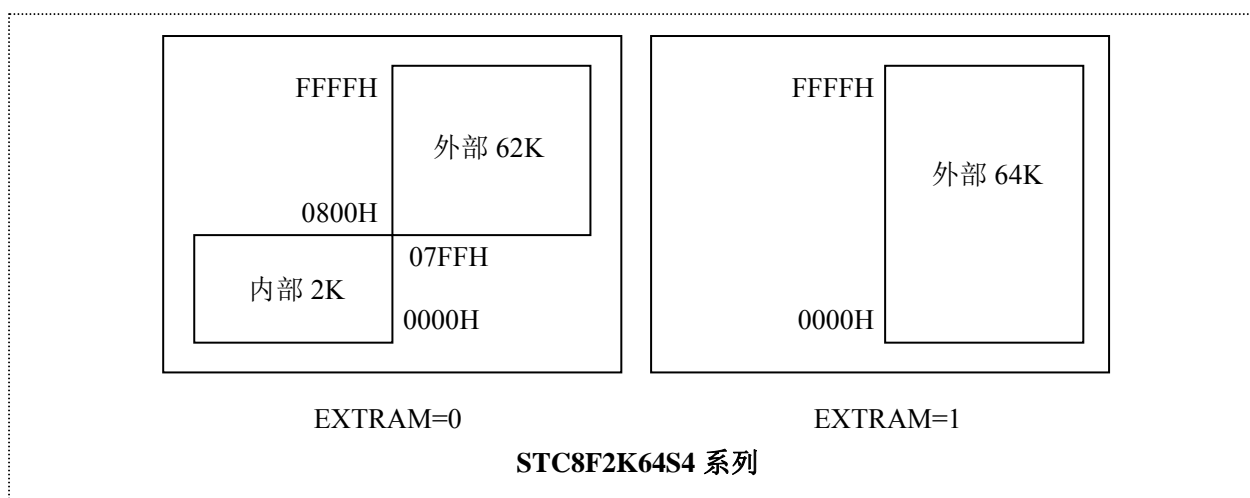 FFFFH
外部 62K
0800H
07FFH
内部 2K
0000H
EXTRAM=0
FFFFH
外部 64K
0000H
EXTRAM=1
STC8F2K64S4 系列